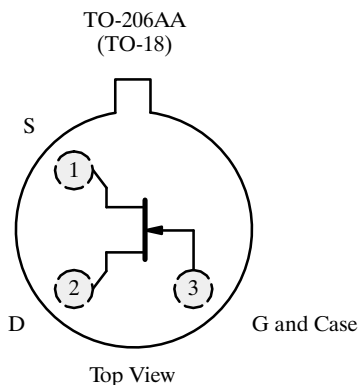 TO-206AA
(TO-18)
S
1
2
3
D
G and Case
Top View